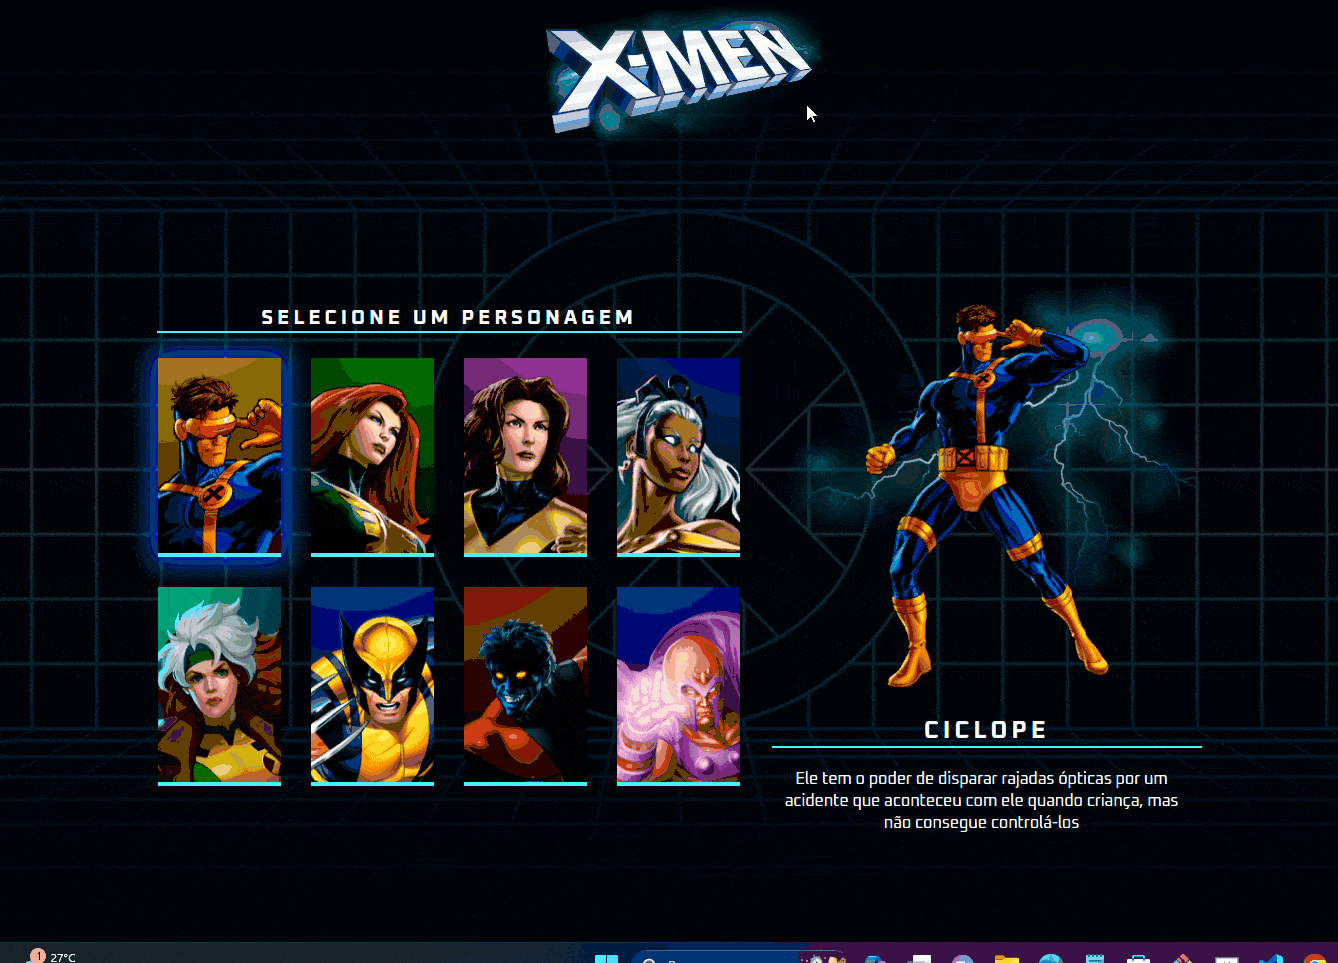 X-MEN
SELECIONE UM PERSONAGEM
CICLOPE
Ele tem o poder de disparar rajadas ópticas por um
acidente que aconteceu com ele quando criança, mas
não consegue controlá-los
1
27°C